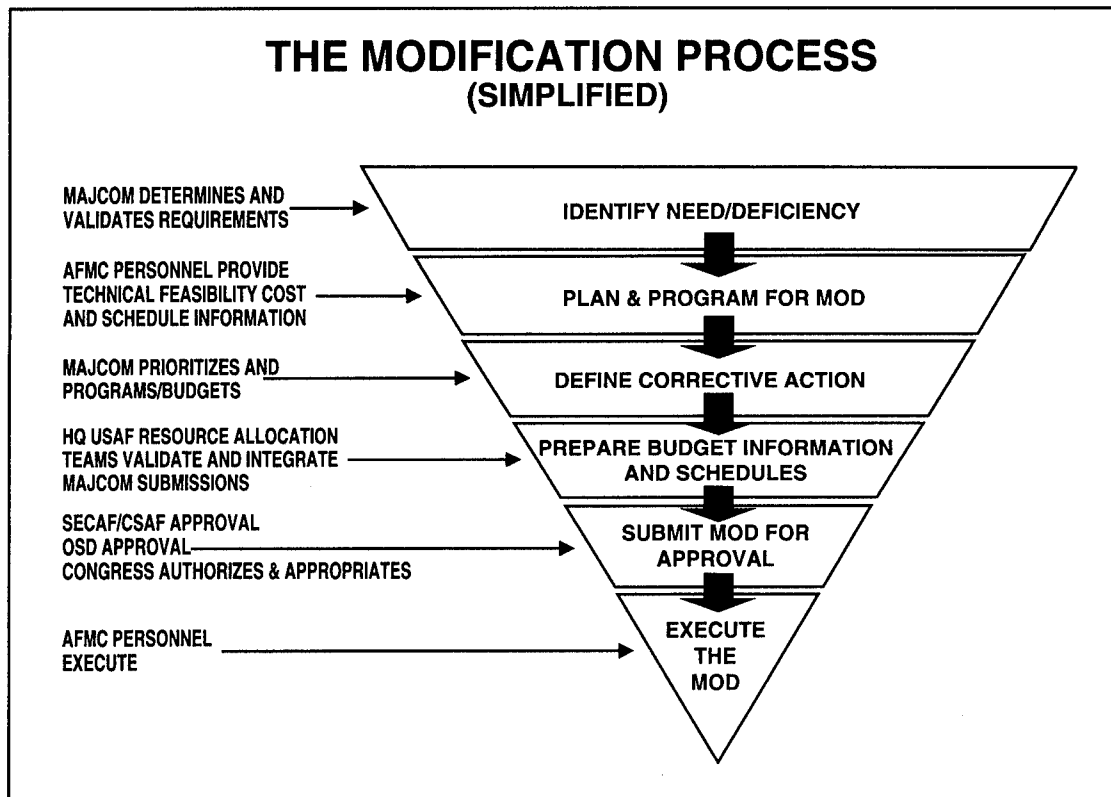 THE MODIFICATION PROCESS
(SIMPLIFIED)
MAJCOM DETERMINES AND
VALIDATES REQUIREMENTS
IDENTIFY NEED/DEFICIENCY
AFMC PERSONNEL PROVIDE
TECHNICAL FEASIBILITY COST
AND SCHEDULE INFORMATION
PLAN & PROGRAM FOR MOD
MAJCOM PRIORITIZES AND
PROGRAMS/BUDGETS
DEFINE CORRECTIVE ACTION
HQ USAF RESOURCE ALLOCATION
TEAMS VALIDATE AND INTEGRATE
MAJCOM SUBMISSIONS
PREPARE BUDGET INFORMATION
AND SCHEDULES
SECAF/CSAF APPROVAL
OSD APPROVAL
CONGRESS AUTHORIZES & APPROPRIATES
SUBMIT MOD FOR
APPROVAL
AFMC PERSONNEL
EXECUTE
EXECUTE
THE
MOD